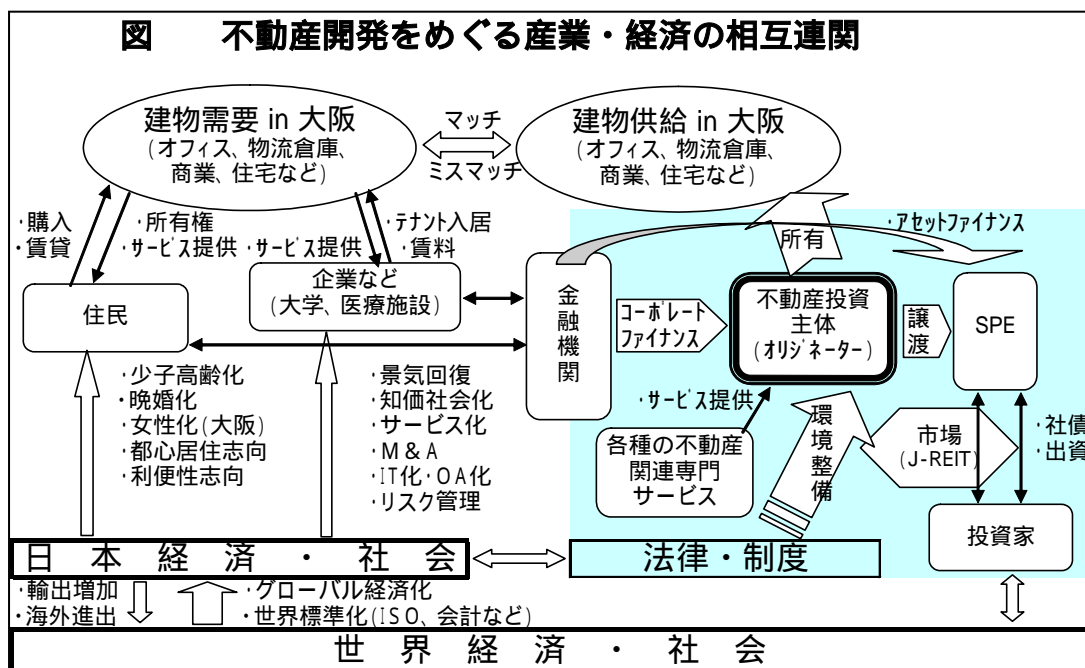 図 不動産開発をめぐる産業・経済の相互連関
建物需要 in 大阪
(オフィス、物流倉庫、
商業、住宅など)
マッチ
ミスマッチ
建物供給 in 大阪
(オフィス、物流倉庫、
商業、住宅など)
・購入
・賃貸
・所有権
・サービス提供
・サービス提供
・テナント入居
・賃料
所有
・アセットファイナンス
住民
企業など
(大学、医療施設)
金融機関
コーポレート
ファイナンス
不動産投資
主体
(オリジネーター)
譲渡
SPE
・少子高齢化
・晩婚化
・女性化(大阪)
・都心居住志向
・利便性志向
・景気回復
・知価社会化
・サービス化
・M&A
・IT化・OA化
・リスク管理
・サービス提供
各種の不動産
関連専門
サービス
環境整備
市場
(J-REIT)
・社債
・出資
投資家
日本経済・社会
法律・制度
・輸出増加
・海外進出
・グローバル経済化
・世界標準化(ISO、会計など)
世界経済・社会